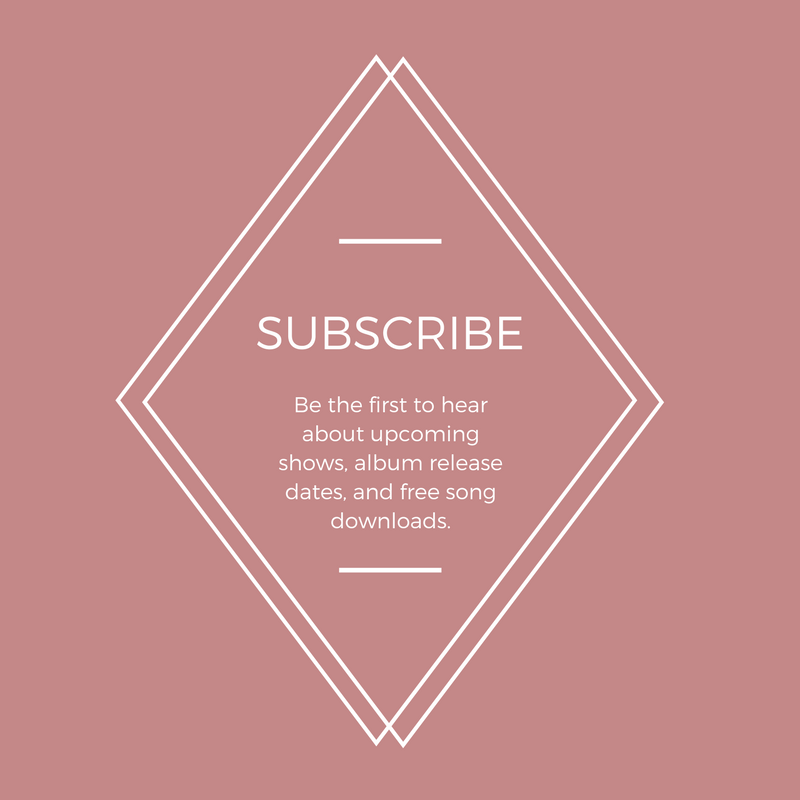 SUBSCRIBE
Be the first to hear
about upcoming
shows, album release
dates, and free song
downloads.